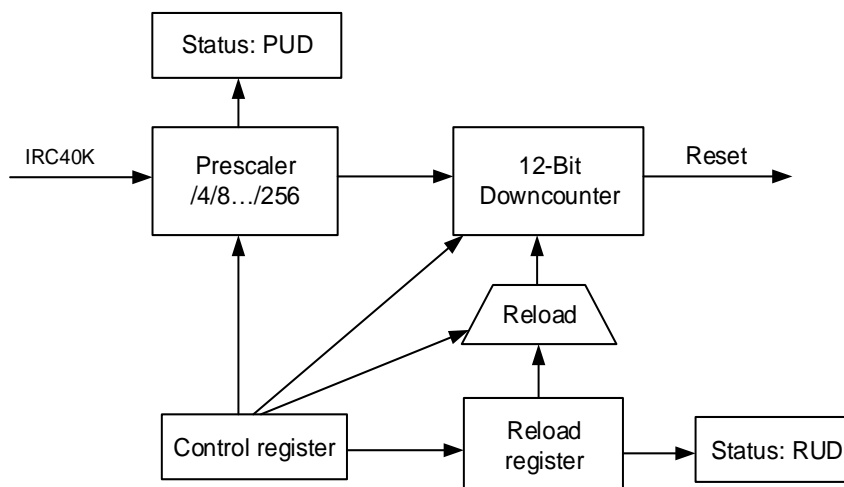 Status: PUD
IRC40K
Prescaler
/4/8…/256
12-Bit
Downcounter
Reset
Reload
Control register
Reload
register
Status: RUD